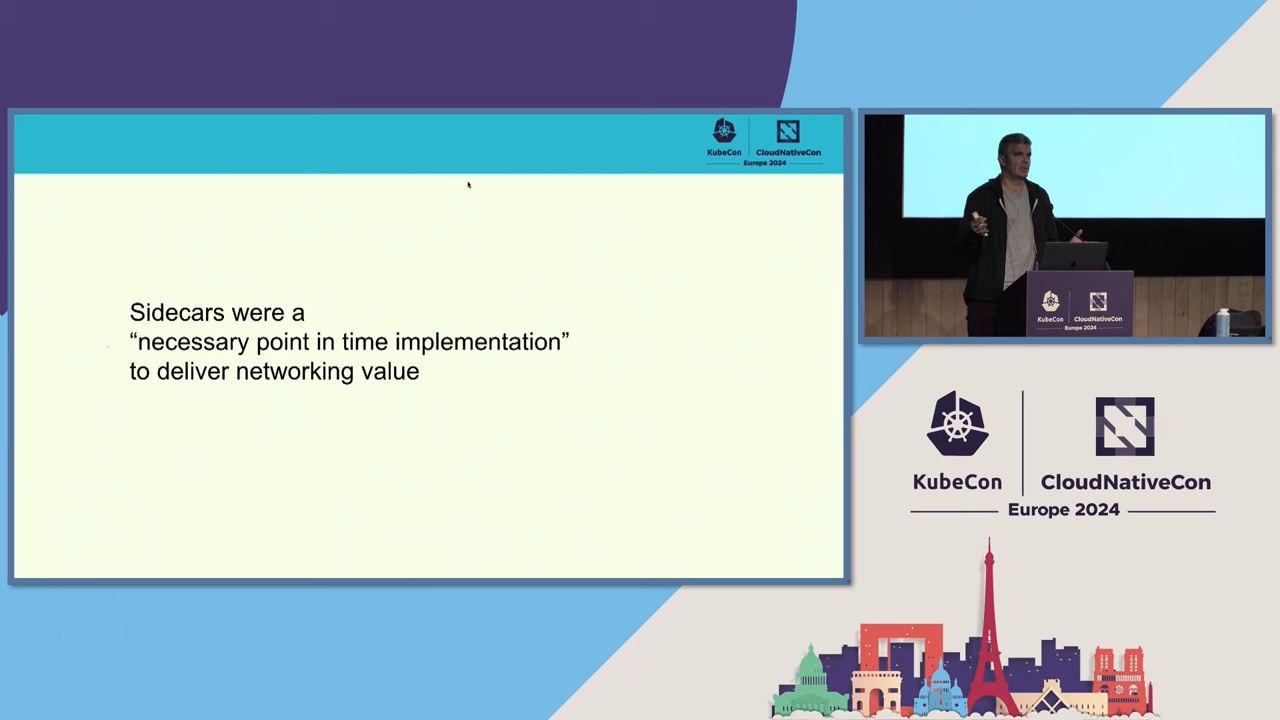 KubeCon
CloudNativeCon
Europe 2024
Sidecars were a
“necessary point in time implementation”
to deliver networking value
KubeCon
CloudNativeCon
Europe 2024
KubeCon
CloudNativeCon
Europe 2024